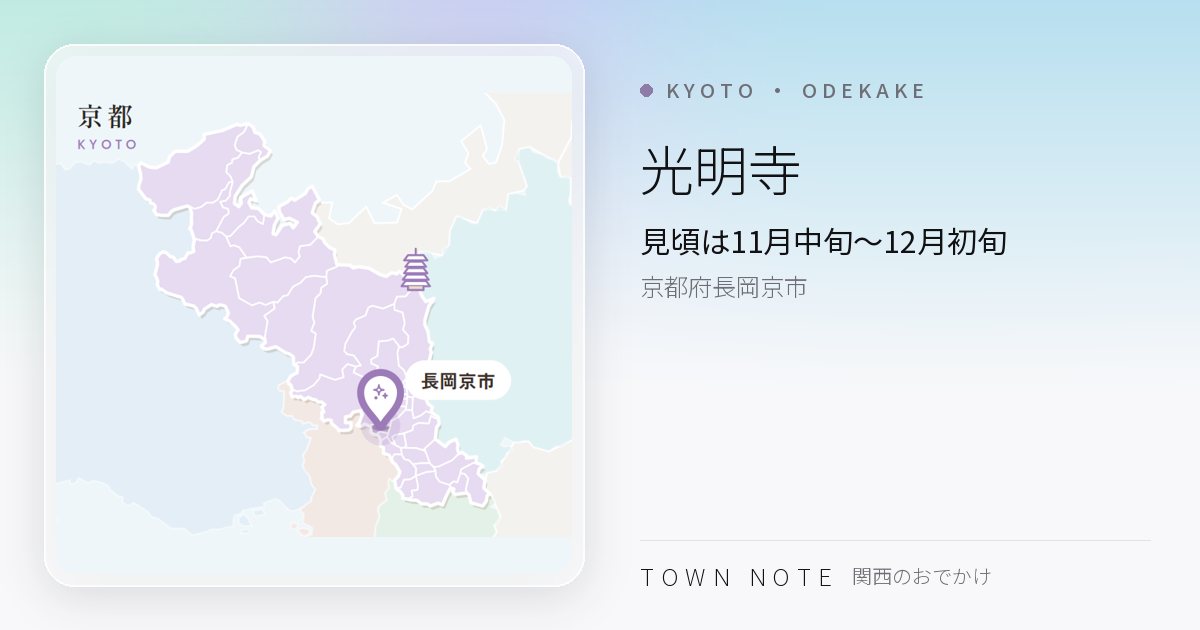 京都
KYOTO
長岡京市
KYOTO • ODEKAKE
光明寺
見頃は11月中旬〜12月初旬
京都府長岡京市
TOWN NOTE 関西のおでかけ